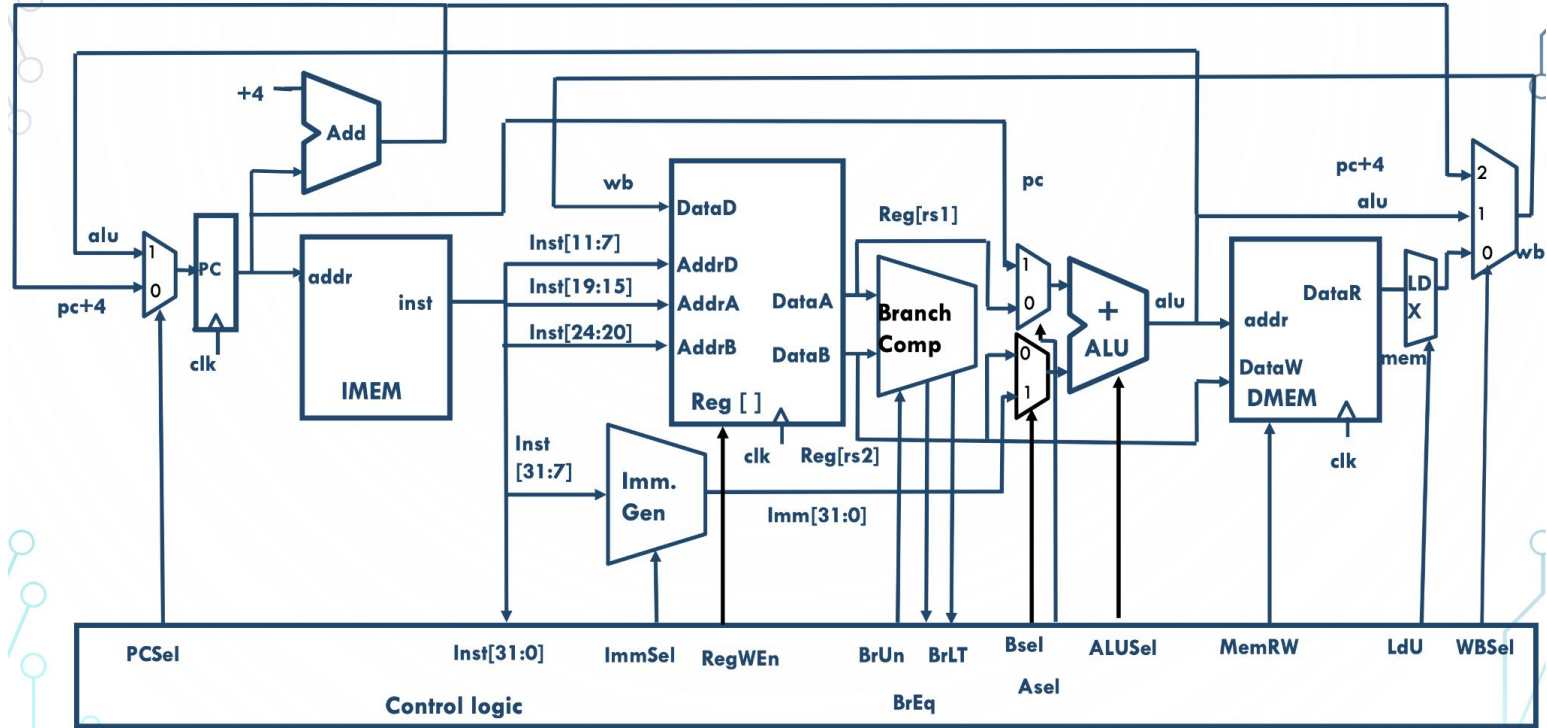 +4
Add
wb
pc
pc+4
alu
Reg[rs1]
DataD
2
1
0
wb
alu
1
0
pc+4
PC
clk
addr
inst
IMEM
Inst[11:7]
Inst[19:15]
Inst[24:20]
AddrD
AddrA
AddrB
DataA
DataB
Reg [ ]
clk
Branch
Comp
Reg[rs2]
1
0
0
1
+
ALU
alu
addr
DataW
DataR
DMEM
clk
LD
X
mem
Inst
[31:7]
Imm.
Gen
Imm[31:0]
PCSel
Inst[31:0]
ImmSel
RegWEn
BrUn
BrLT
BrEq
Bsel
Asel
ALUSel
MemRW
LdU
WBSel
Control logic